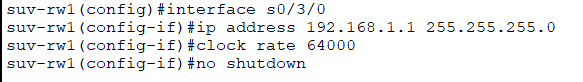 suv-rw1(config)#interface s0/3/0
suv-rw1(config-if)#ip address 192.168.1.1 255.255.255.0
suv-rw1(config-if)#clock rate 64000
suv-rw1(config-if)#no shutdown